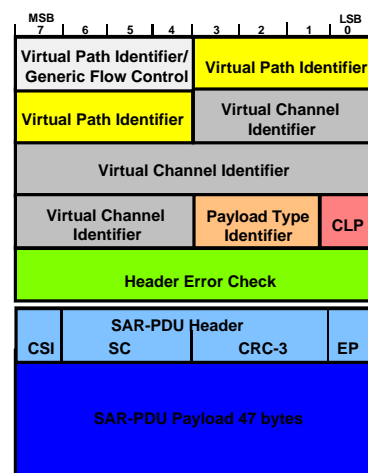 MSB LSB
7 6 5 4 3 2 1 0
Virtual Path Identifier/
Generic Flow Control
Virtual Path Identifier
Virtual Path Identifier
Virtual Channel
Identifier
Virtual Channel Identifier
Virtual Channel
Identifier
Payload Type
Identifier
CLP
Header Error Check
SAR-PDU Header
CSI SC CRC-3 EP
SAR-PDU Payload 47 bytes